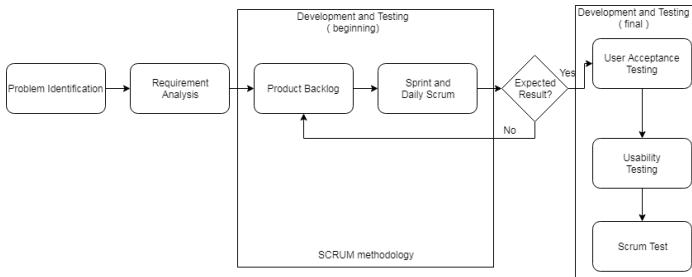 Development and Testing
( beginning)
Development and Testing
( final )
Problem Identification
Requirement
Analysis
Product Backlog
Sprint and
Daily Scrum
Expected
Result?
Yes
No
User Acceptance
Testing
Usability
Testing
Scrum Test
SCRUM methodology